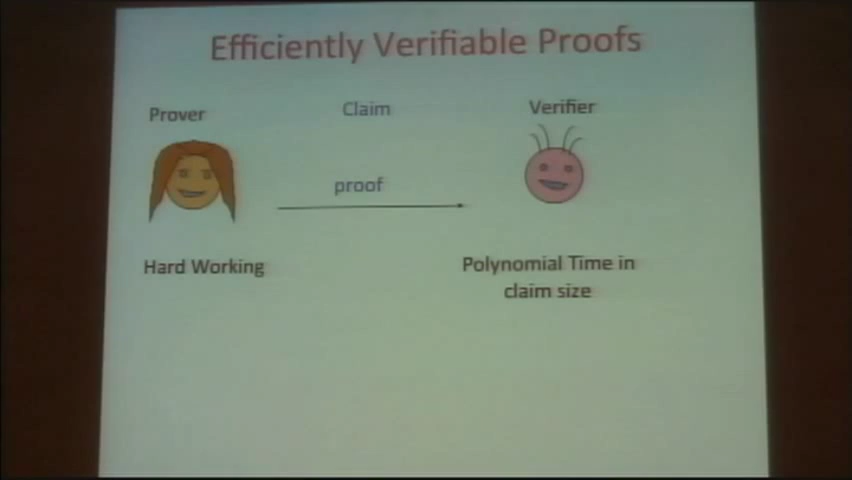 Efficiently Verifiable Proofs
Prover
Claim
Verifier
proof
Hard Working
Polynomial Time in
claim size